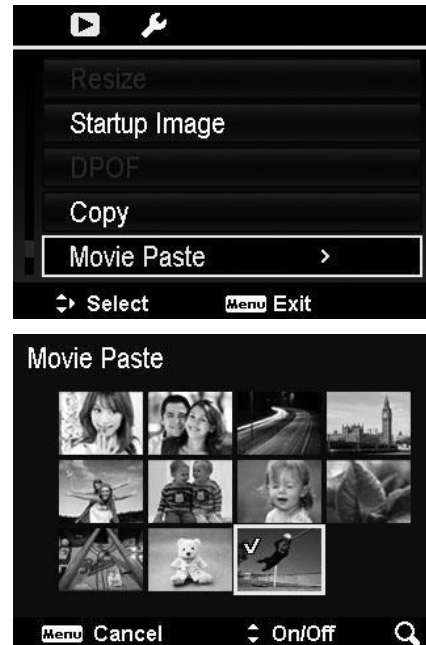 Resize
Startup Image
DPOF
Copy
Movie Paste >
Select Menu Exit
Movie Paste
Menu Cancel On/Off